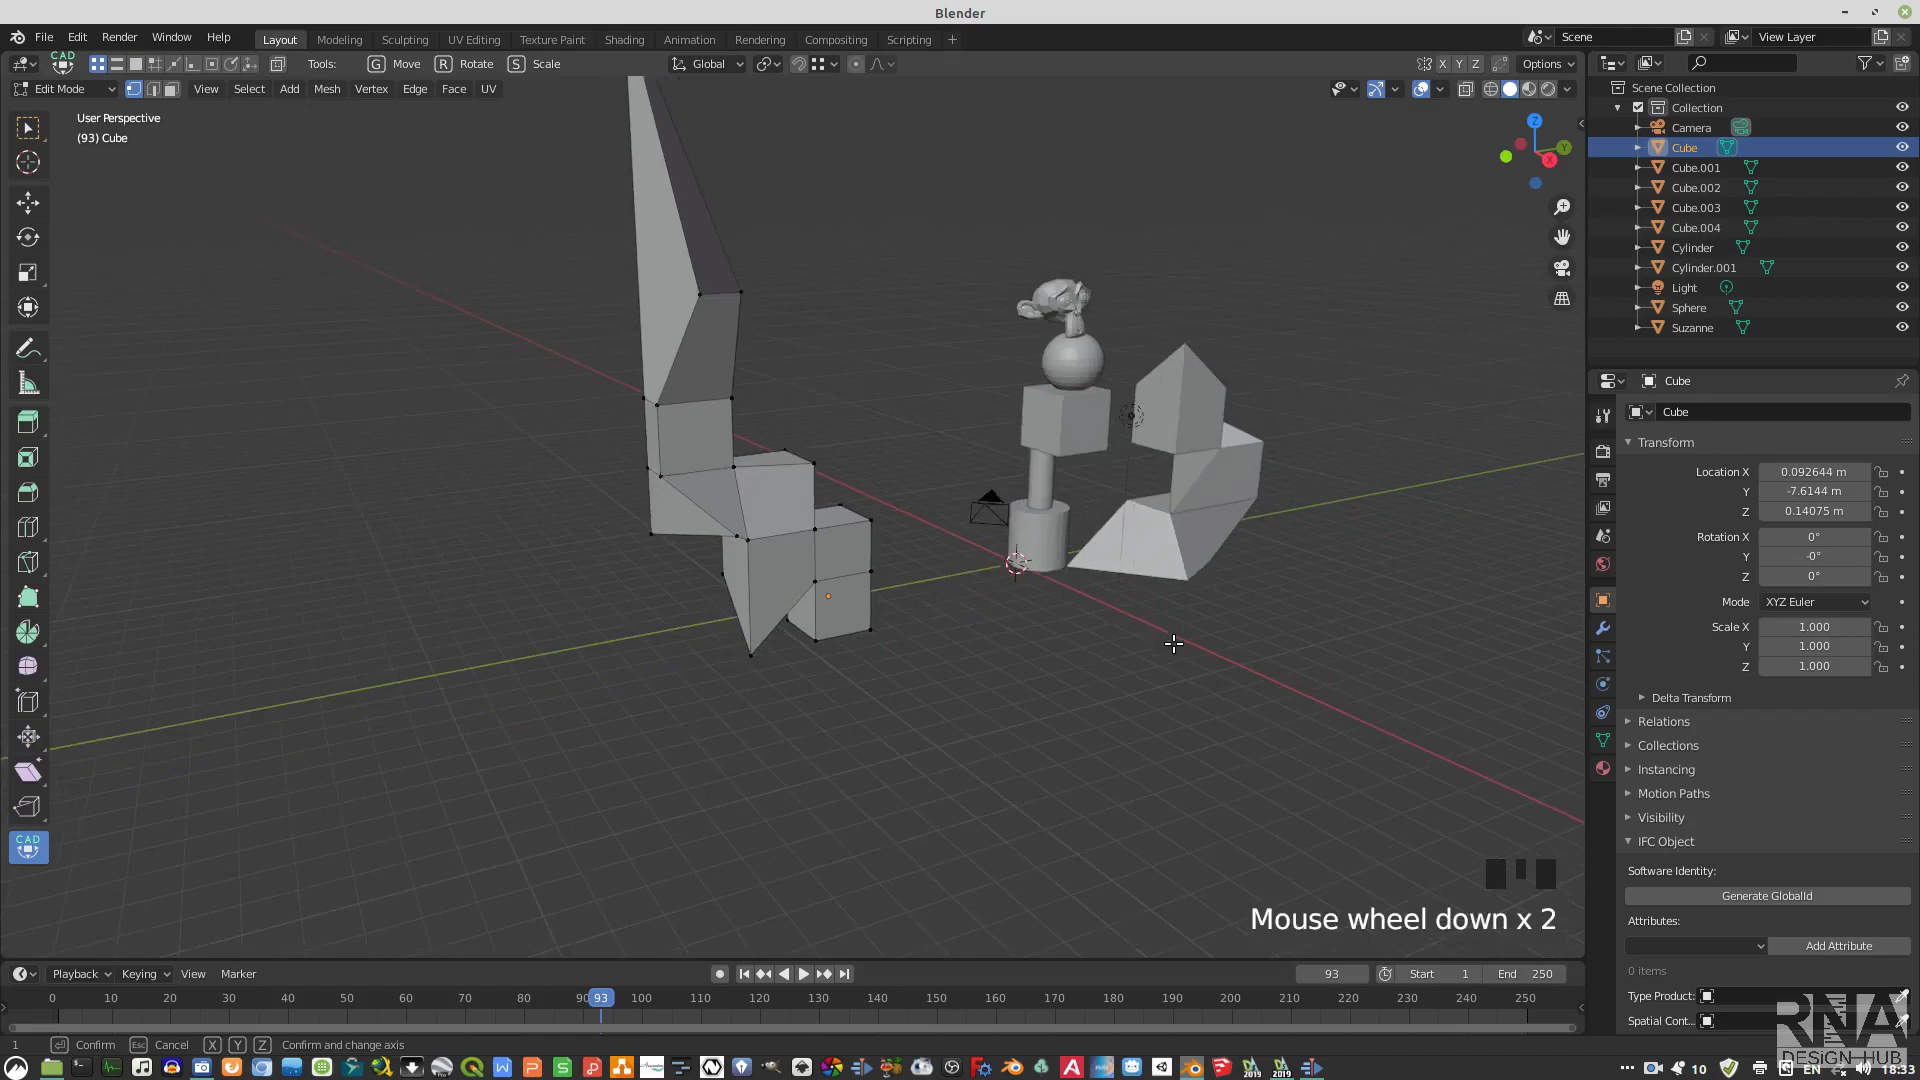 Blender
File Edit Render Window Help Layout Modeling Sculpting UV Editing Texture Paint Shading Animation Rendering Compositing Scripting Scene View Layer
CAD Tools: G Move R Rotate S Scale Global X Y Z Options
Edit Mode View Select Add Mesh Vertex Edge Face UV
User Perspective
(93) Cube
Z
Y
X
CAD
Mouse wheel down x 2
Scene Collection
Collection
Camera
Cube
Cube.001
Cube.002
Cube.003
Cube.004
Cylinder
Cylinder.001
Light
Sphere
Suzanne
Cube
Cube
Transform
Location X 0.092644 m
Y -7.6144 m
Z 0.14075 m
Rotation X 0°
Y -0°
Z 0°
Mode XYZ Euler
Scale X 1.000
Y 1.000
Z 1.000
Delta Transform
Relations
Collections
Instancing
Motion Paths
Visibility
IFC Object
Software Identity:
Generate GlobalId
Attributes:
Add Attribute
0 items
Type Product:
Spatial Cont...
Playback Keying View Marker 93 Start 1 End 250
0 10 20 30 40 50 60 70 80 90 93 100 110 120 130 140 150 160 170 180 190 200 210 220 230 240 250
1 Confirm Esc Cancel X Y Z Confirm and change axis
RNA
DESIGN-HUB
2019 2019 10 EN 18:33